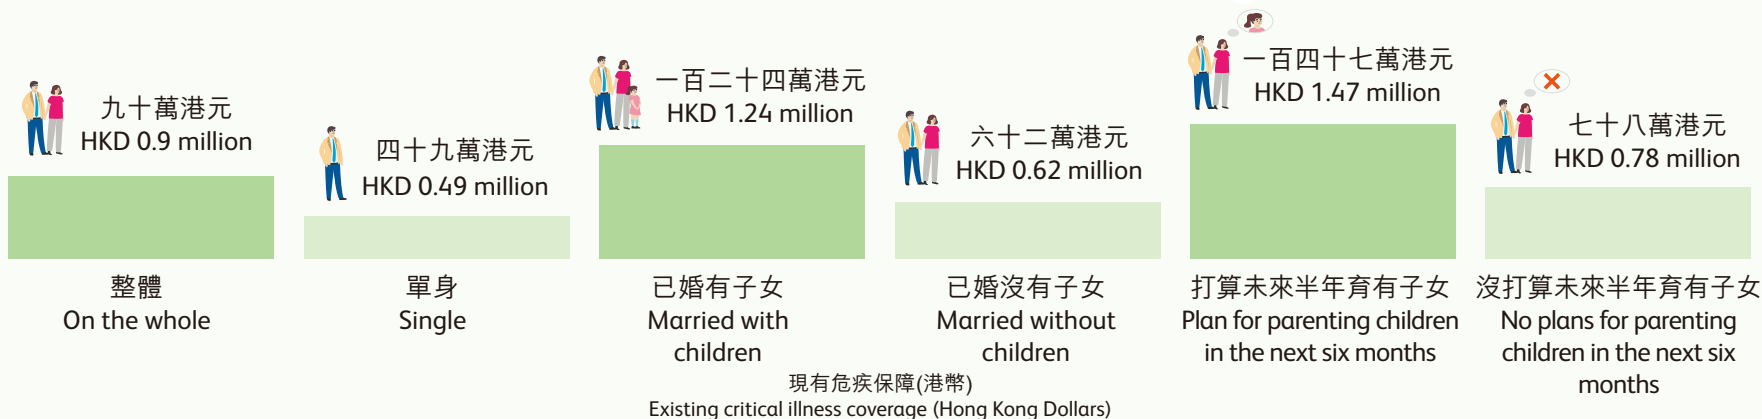 九十萬港元
HKD 0.9 million
整體
On the whole
四十九萬港元
HKD 0.49 million
單身
Single
一百二十四萬港元
HKD 1.24 million
已婚有子女
Married with
children
六十二萬港元
HKD 0.62 million
已婚沒有子女
Married without
children
一百四十七萬港元
HKD 1.47 million
打算未來半年育有子女
Plan for parenting children
in the next six months
七十八萬港元
HKD 0.78 million
沒打算未來半年育有子女
No plans for parenting
children in the next six
months
現有危疾保障(港幣)
Existing critical illness coverage (Hong Kong Dollars)